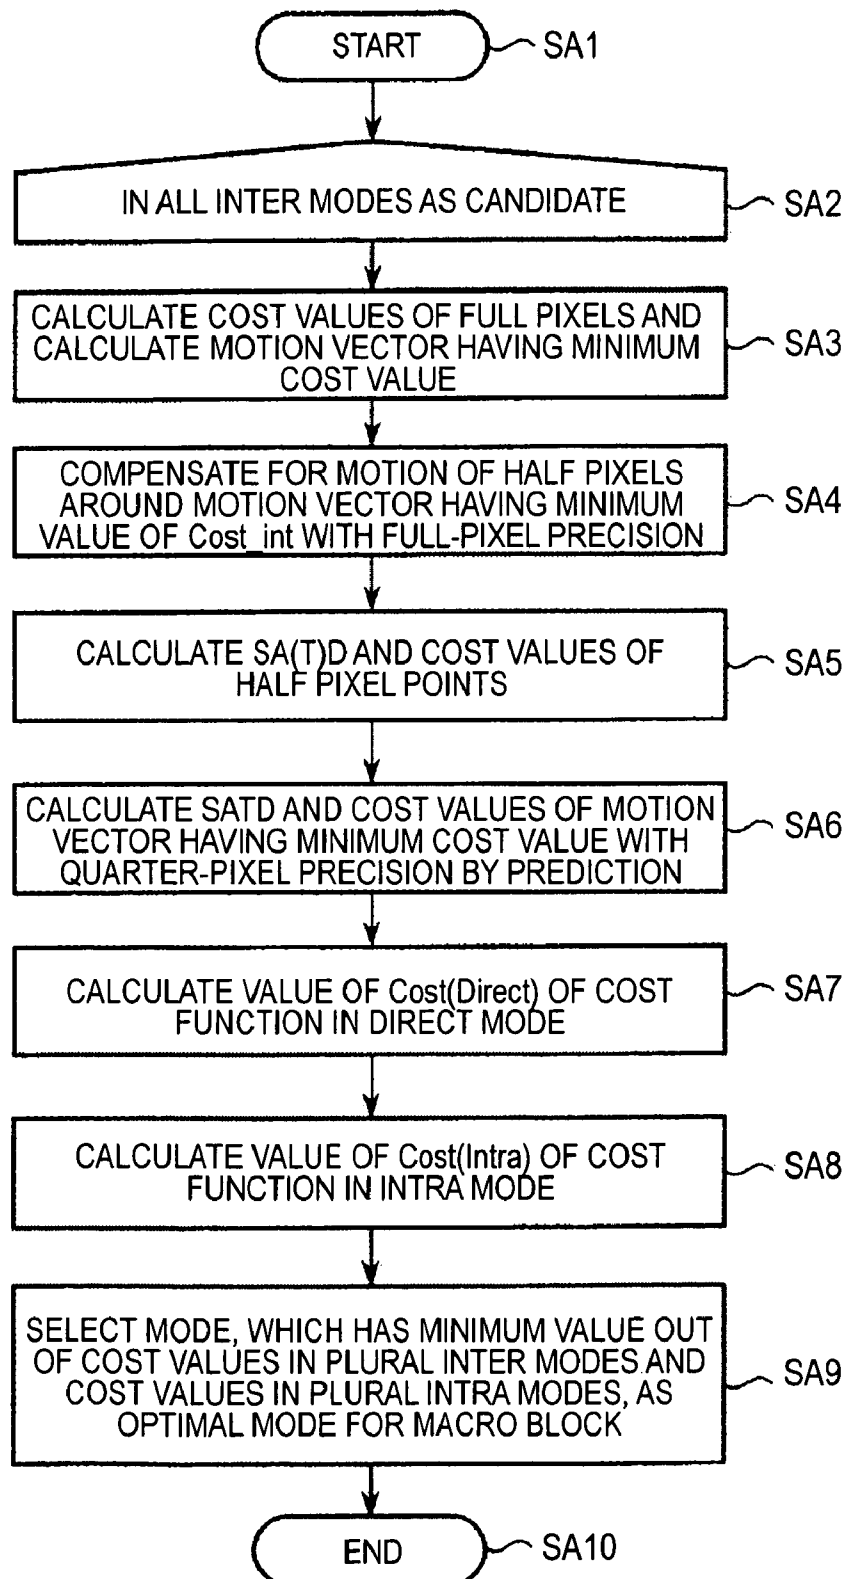 START
SA1
IN ALL INTER MODES AS CANDIDATE
SA2
CALCULATE COST VALUES OF FULL PIXELS AND
CALCULATE MOTION VECTOR HAVING MINIMUM
COST VALUE
SA3
COMPENSATE FOR MOTION OF HALF PIXELS
AROUND MOTION VECTOR HAVING MINIMUM
VALUE OF Cost_int WITH FULL-PIXEL PRECISION
SA4
CALCULATE SA(T)D AND COST VALUES OF
HALF PIXEL POINTS
SA5
CALCULATE SATD AND COST VALUES OF MOTION
VECTOR HAVING MINIMUM COST VALUE WITH
QUARTER-PIXEL PRECISION BY PREDICTION
SA6
CALCULATE VALUE OF Cost(Direct) OF COST
FUNCTION IN DIRECT MODE
SA7
CALCULATE VALUE OF Cost(Intra) OF COST
FUNCTION IN INTRA MODE
SA8
SELECT MODE, WHICH HAS MINIMUM VALUE OUT
OF COST VALUES IN PLURAL INTER MODES AND
COST VALUES IN PLURAL INTRA MODES, AS
OPTIMAL MODE FOR MACRO BLOCK
SA9
END
SA10